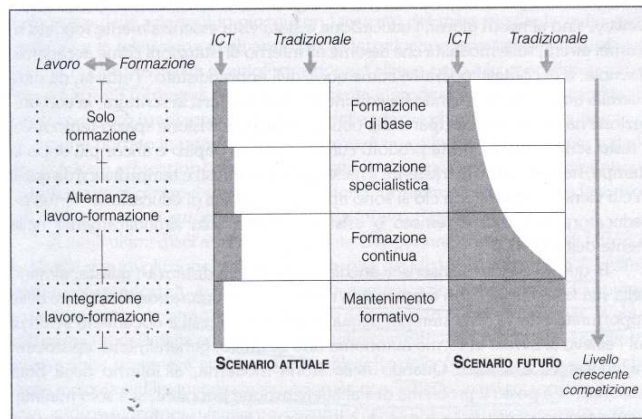 ICT Tradizionale ICT Tradizionale
Lavoro Formazione
Solo
formazione
Alternanza
lavoro-formazione
Integrazione
lavoro-formazione
Formazione
di base
Formazione
specialistica
Formazione
continua
Mantenimento
formativo
SCENARIO ATTUALE SCENARIO FUTURO
Livello
crescente
competizione